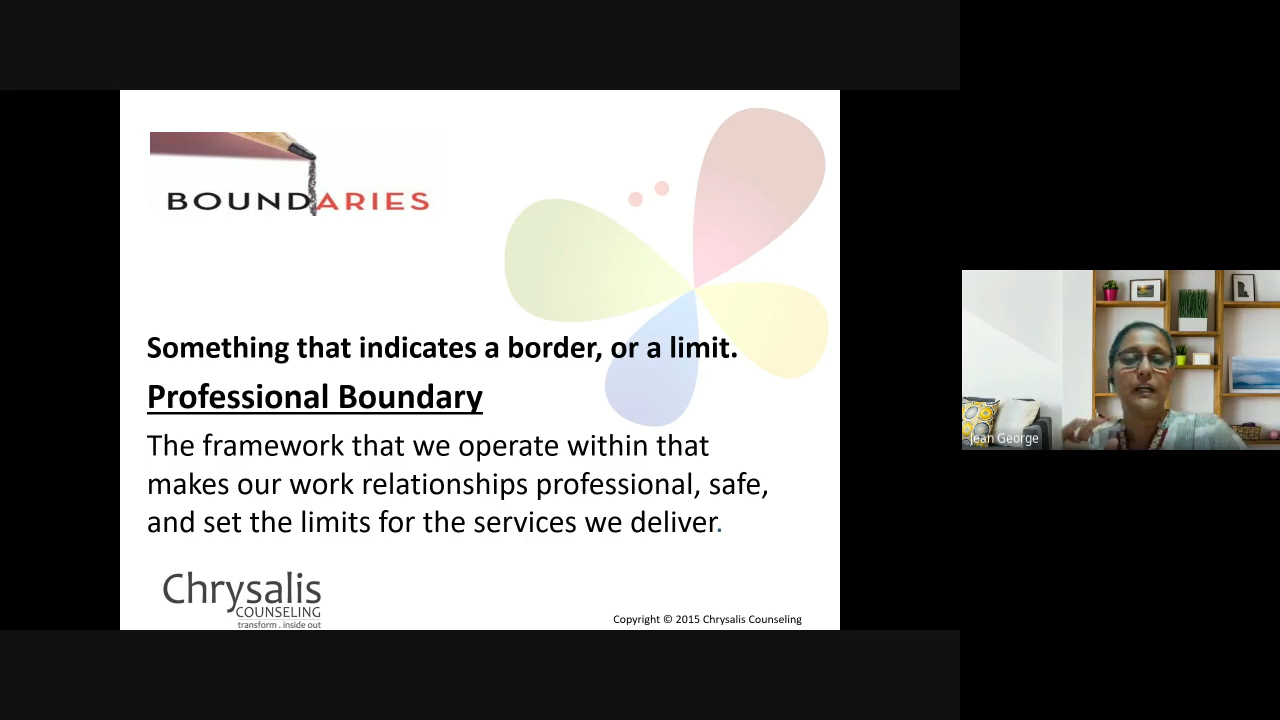 BOUNDARIES
Something that indicates a border, or a limit.
Professional Boundary
The framework that we operate within that
makes our work relationships professional, safe,
and set the limits for the services we deliver.
Chrysalis
COUNSELING
transform . inside out
Copyright © 2015 Chrysalis Counseling
Jean George